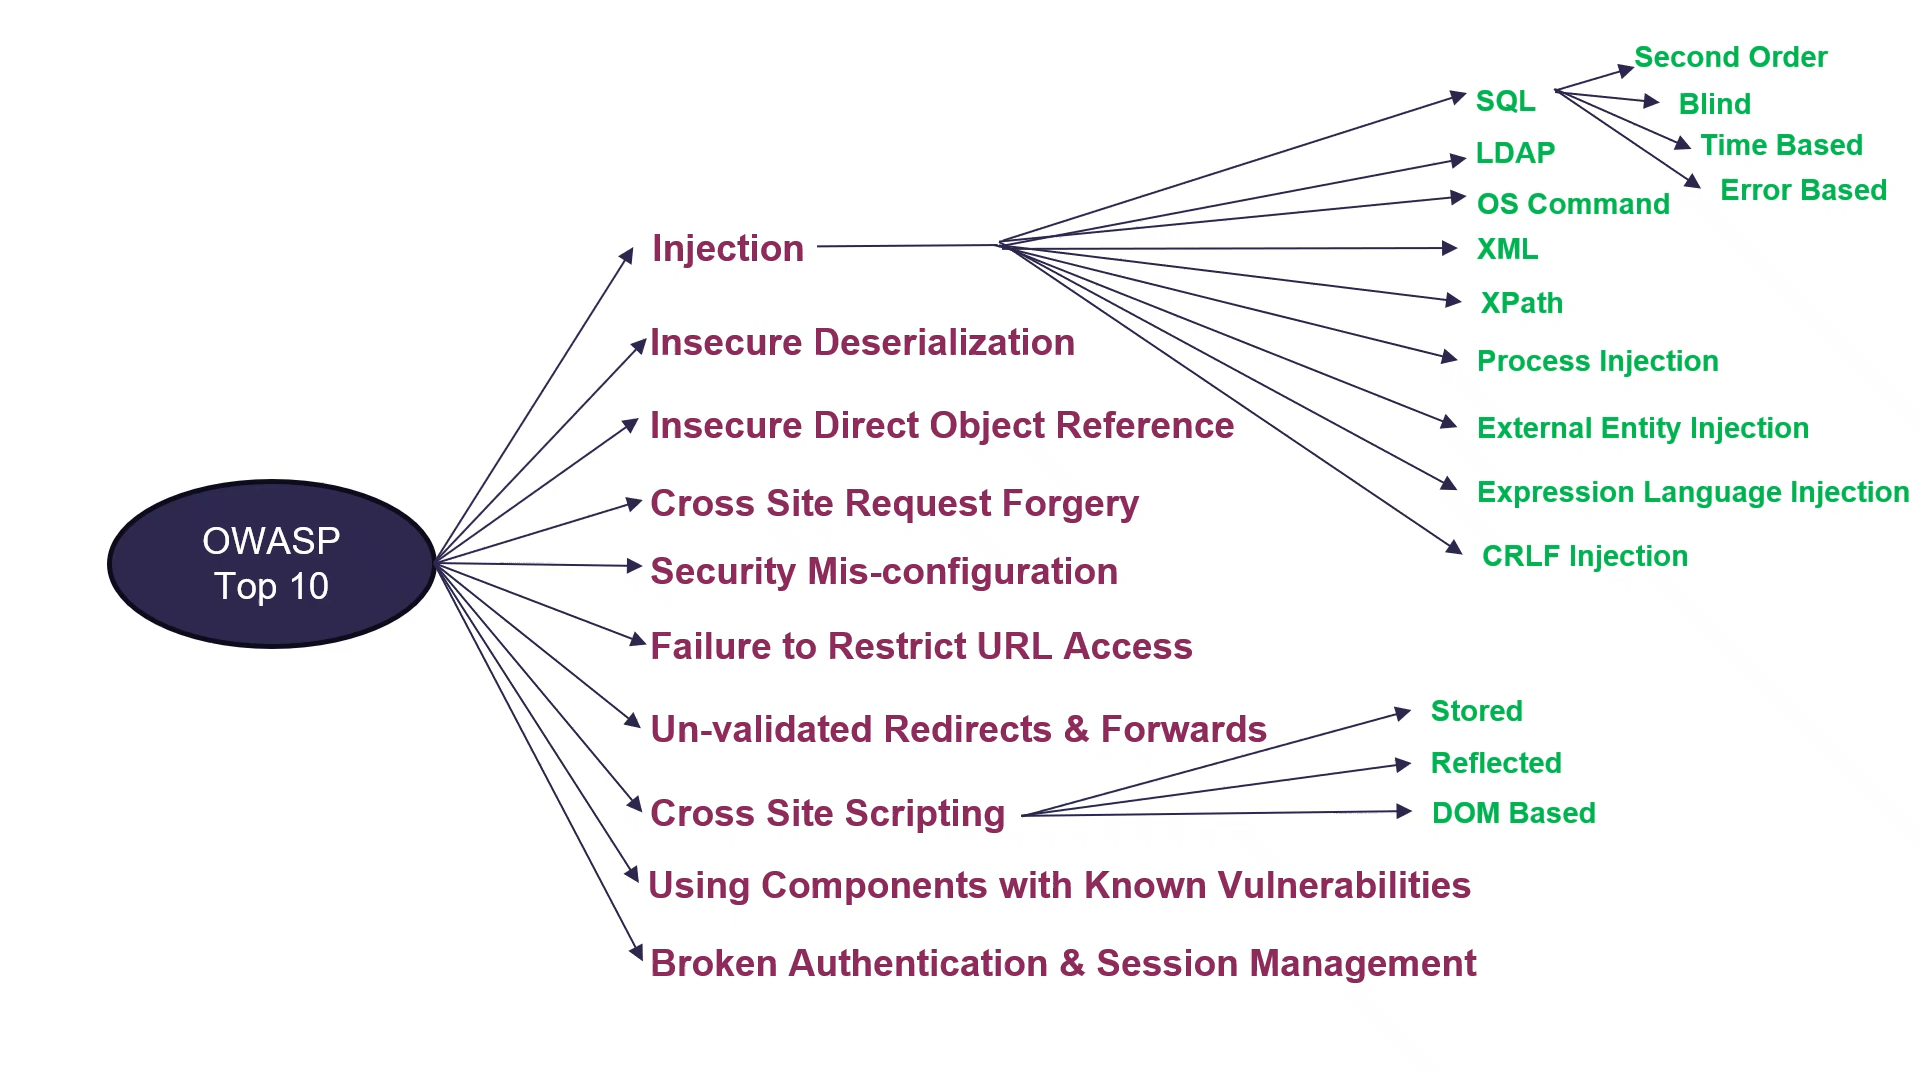 OWASP
Top 10
Injection
Insecure Deserialization
Insecure Direct Object Reference
Cross Site Request Forgery
Security Mis-configuration
Failure to Restrict URL Access
Un-validated Redirects & Forwards
Cross Site Scripting
Using Components with Known Vulnerabilities
Broken Authentication & Session Management
SQL
LDAP
OS Command
XML
XPath
Process Injection
External Entity Injection
Expression Language Injection
CRLF Injection
Second Order
Blind
Time Based
Error Based
Stored
Reflected
DOM Based